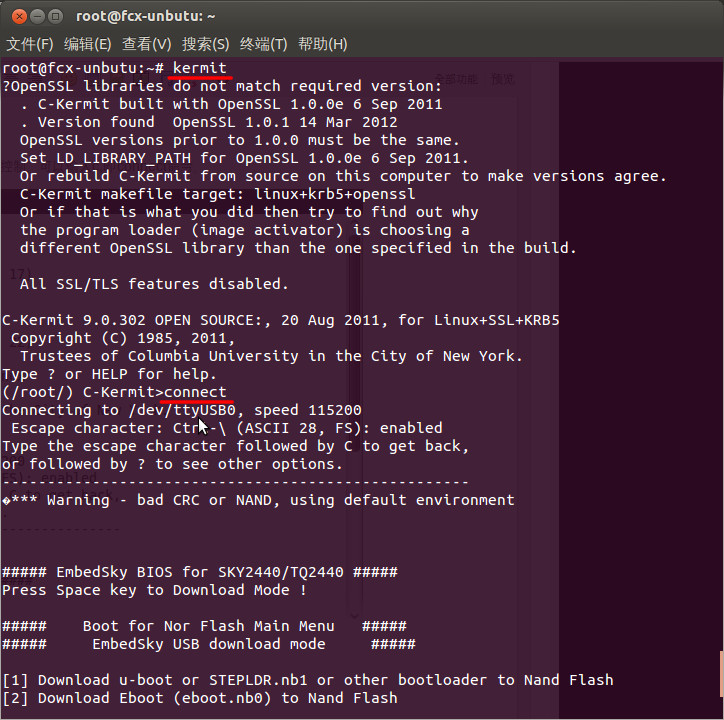 root@fcx-unbutu: ~
文件(F) 编辑(E) 查看(V) 搜索(S) 终端(T) 帮助(H)
root@fcx-unbutu:~# kermit
?OpenSSL libraries do not match required version:
. C-Kermit built with OpenSSL 1.0.0e 6 Sep 2011
. Version found  OpenSSL 1.0.1 14 Mar 2012
OpenSSL versions prior to 1.0.0 must be the same.
Set LD_LIBRARY_PATH for OpenSSL 1.0.0e 6 Sep 2011.
Or rebuild C-Kermit from source on this computer to make versions agree.
C-Kermit makefile target: linux+krb5+openssl
Or if that is what you did then try to find out why
the program loader (image activator) is choosing a
different OpenSSL library than the one specified in the build.
All SSL/TLS features disabled.
C-Kermit 9.0.302 OPEN SOURCE:, 20 Aug 2011, for Linux+SSL+KRB5
Copyright (C) 1985, 2011,
Trustees of Columbia University in the City of New York.
Type ? or HELP for help.
(/root/) C-Kermit>connect
Connecting to /dev/ttyUSB0, speed 115200
Escape character: Ctrl-\ (ASCII 28, FS): enabled
Type the escape character followed by C to get back,
or followed by ? to see other options.
----------------------------------------------------
�*** Warning - bad CRC or NAND, using default environment
##### EmbedSky BIOS for SKY2440/TQ2440 #####
Press Space key to Download Mode !
#####    Boot for Nor Flash Main Menu   #####
#####     EmbedSky USB download mode     #####
[1] Download u-boot or STEPLDR.nb1 or other bootloader to Nand Flash
[2] Download Eboot (eboot.nb0) to Nand Flash